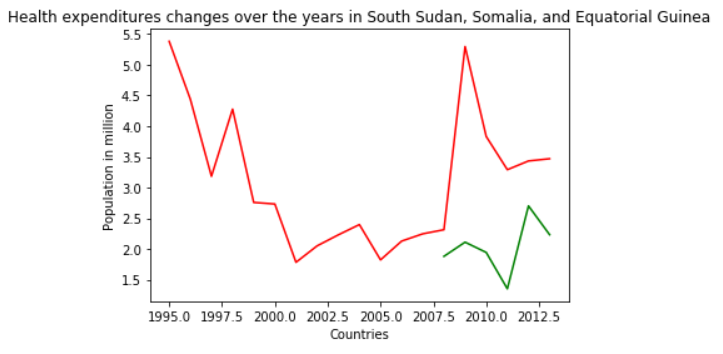 Health expenditures changes over the years in South Sudan, Somalia, and Equatorial Guinea
5.5
5.0
4.5
4.0
3.5
3.0
2.5
2.0
1.5
Population in million
1995.0 1997.5 2000.0 2002.5 2005.0 2007.5 2010.0 2012.5
Countries